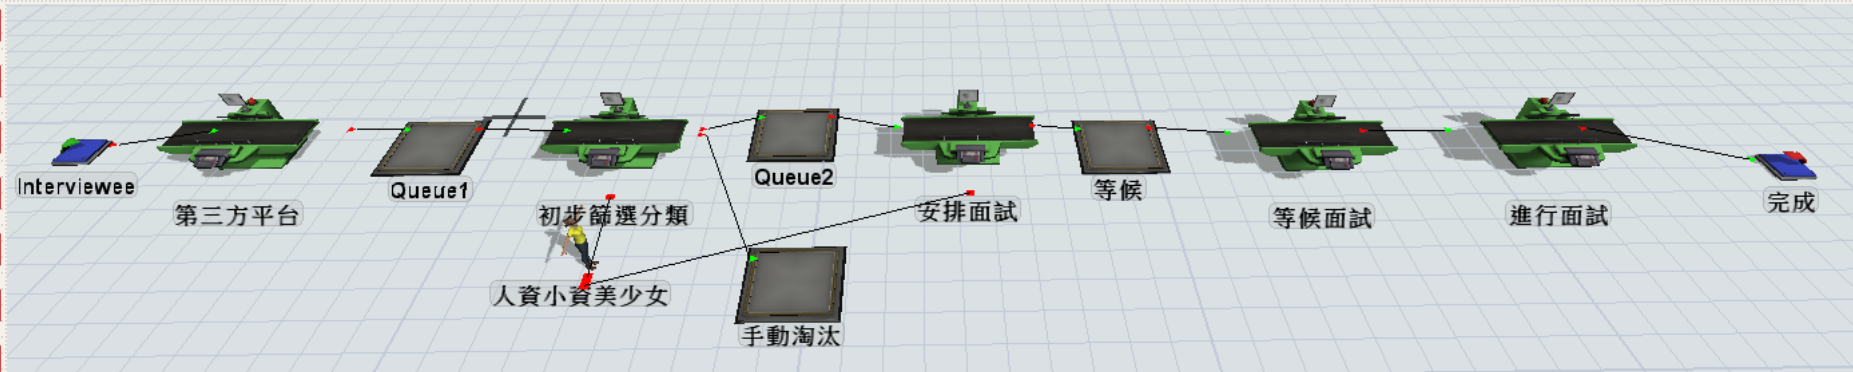 Interviewee
第三方平台
Queue1
初步篩選分類
人資小資美少女
Queue2
手動淘汰
安排面試
等候
等候面試
進行面試
完成